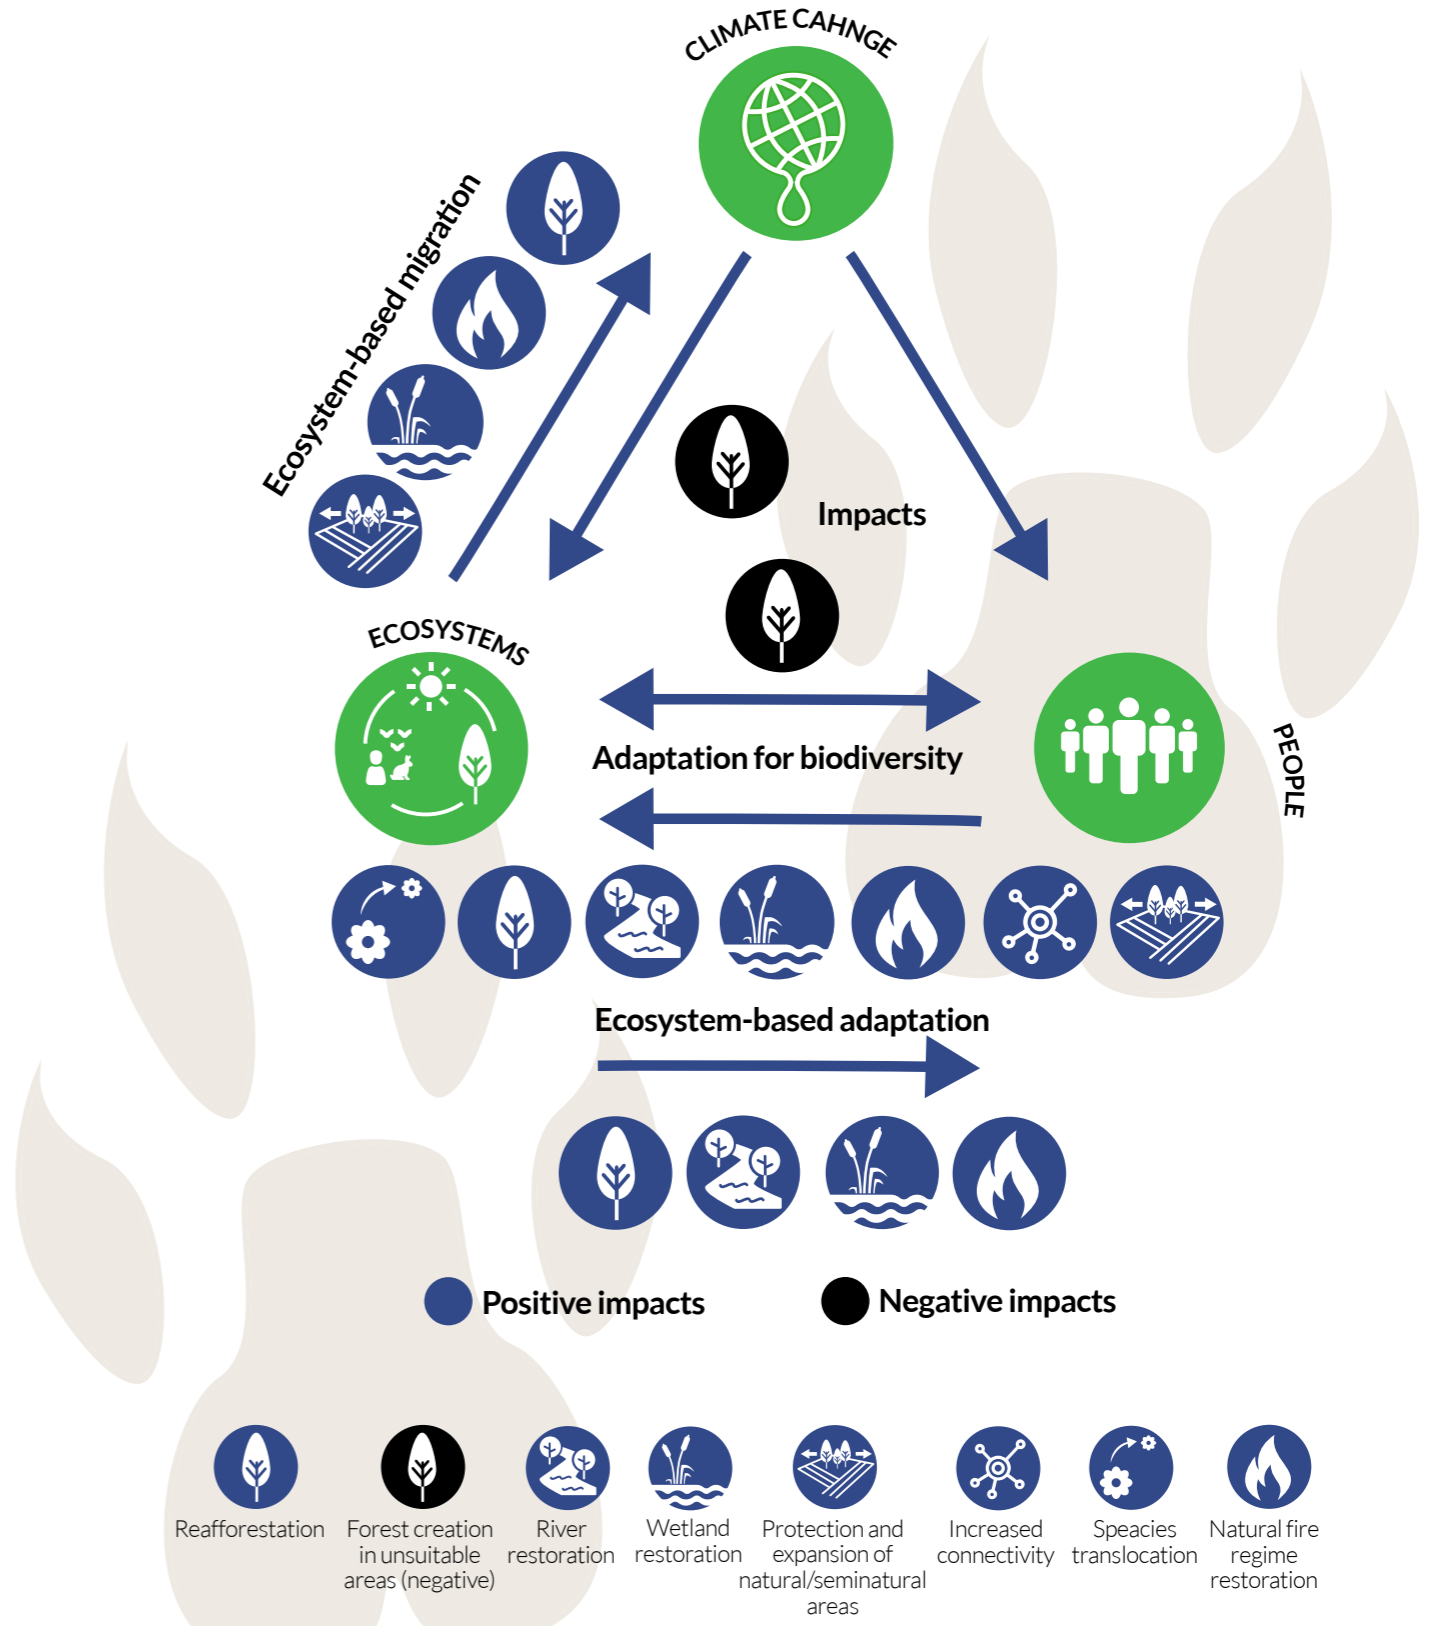 CLIMATE CAHNGE
Ecosystem-based migration
Impacts
ECOSYSTEMS
PEOPLE
Adaptation for biodiversity
Ecosystem-based adaptation
Positive impacts
Negative impacts
Reafforestation
Forest creation
in unsuitable
areas (negative)
River
restoration
Wetland
restoration
Protection and
expansion of
natural/seminatural
areas
Increased
connectivity
Speacies
translocation
Natural fire
regime
restoration